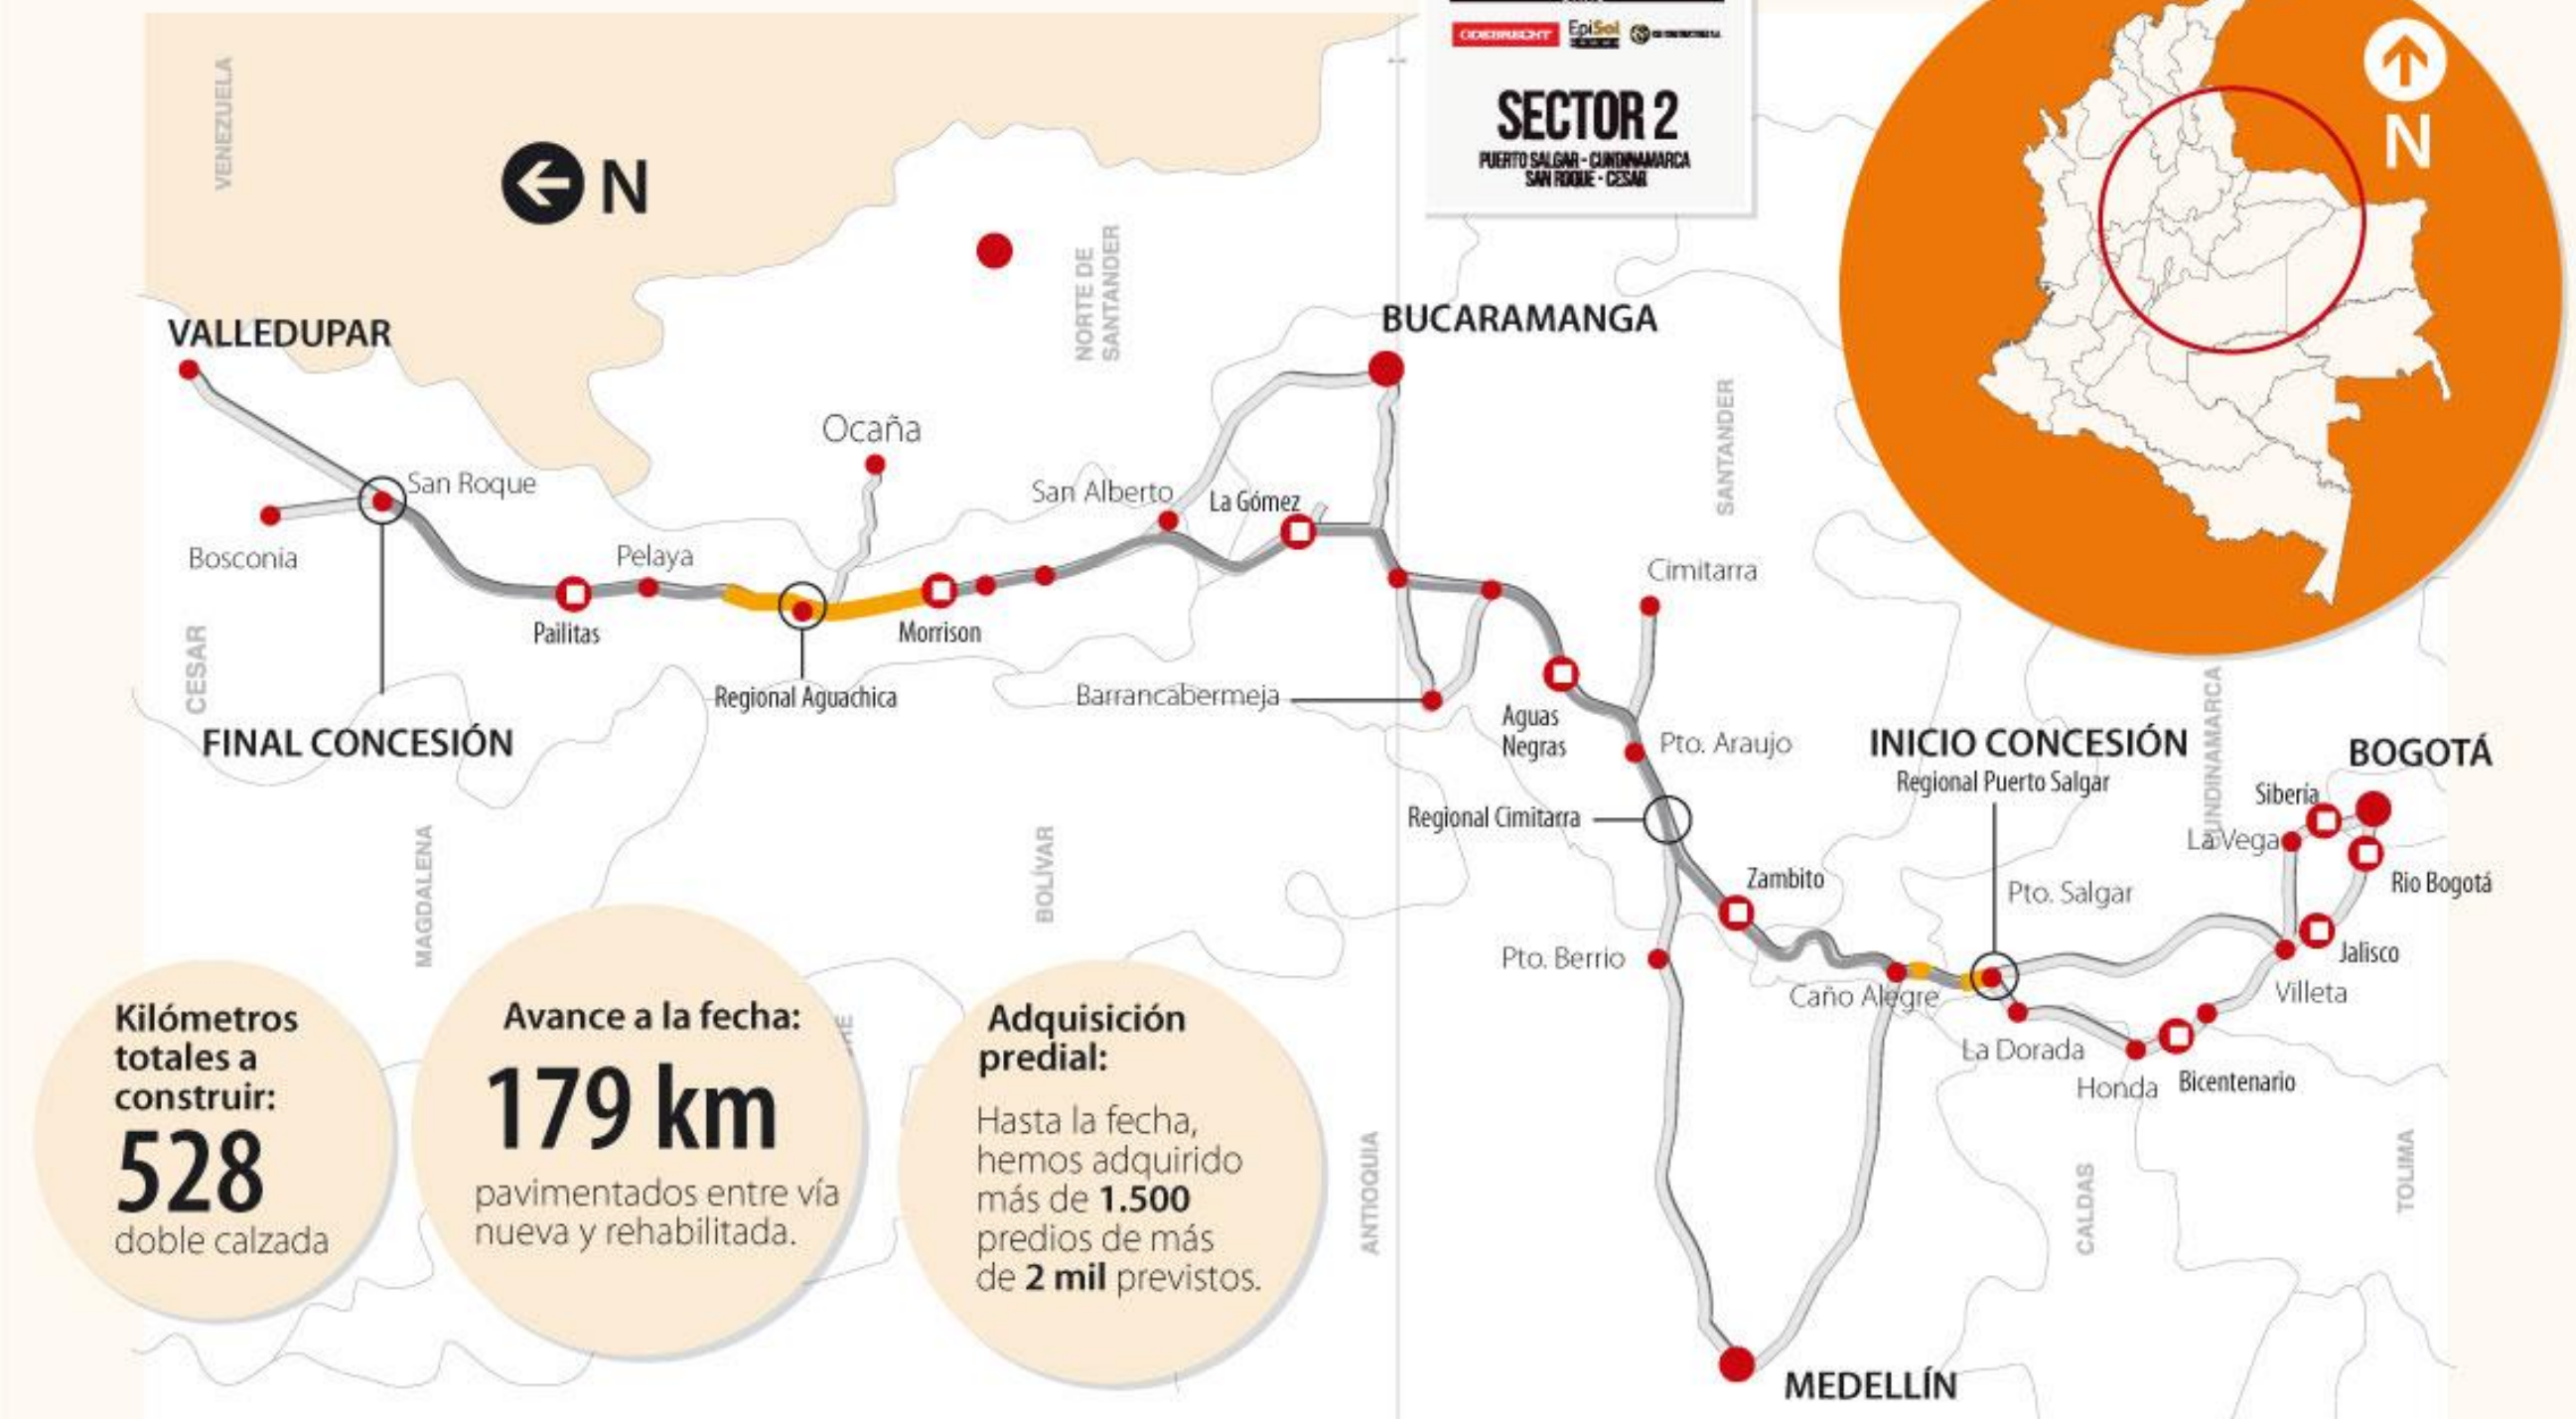 ODEBRECHT
EpiSol
SECTOR 2
PUERTO SALGAR - CUNDINAMARCA
SAN ROQUE - CESAR
N
N
VENEZUELA
NORTE DE
SANTANDER
SANTANDER
CESAR
MAGDALENA
BOLÍVAR
ANTIOQUIA
CALDAS
TOLIMA
CUNDINAMARCA
VALLEDUPAR
BUCARAMANGA
Ocaña
San Roque
San Alberto
La Gómez
Bosconia
Pelaya
Cimitarra
Pailitas
Morrison
Regional Aguachica
Barrancabermeja
Aguas
Negras
Pto. Araujo
FINAL CONCESIÓN
INICIO CONCESIÓN
Regional Puerto Salgar
BOGOTÁ
Siberia
Regional Cimitarra
La Vega
Zambito
Pto. Salgar
Rio Bogotá
Pto. Berrio
Jalisco
Caño Alegre
Villeta
La Dorada
Honda
Bicentenario
MEDELLÍN
Kilómetros
totales a
construir:
528
doble calzada
Avance a la fecha:
179 km
pavimentados entre vía
nueva y rehabilitada.
Adquisición
predial:
Hasta la fecha,
hemos adquirido
más de 1.500
predios de más
de 2 mil previstos.